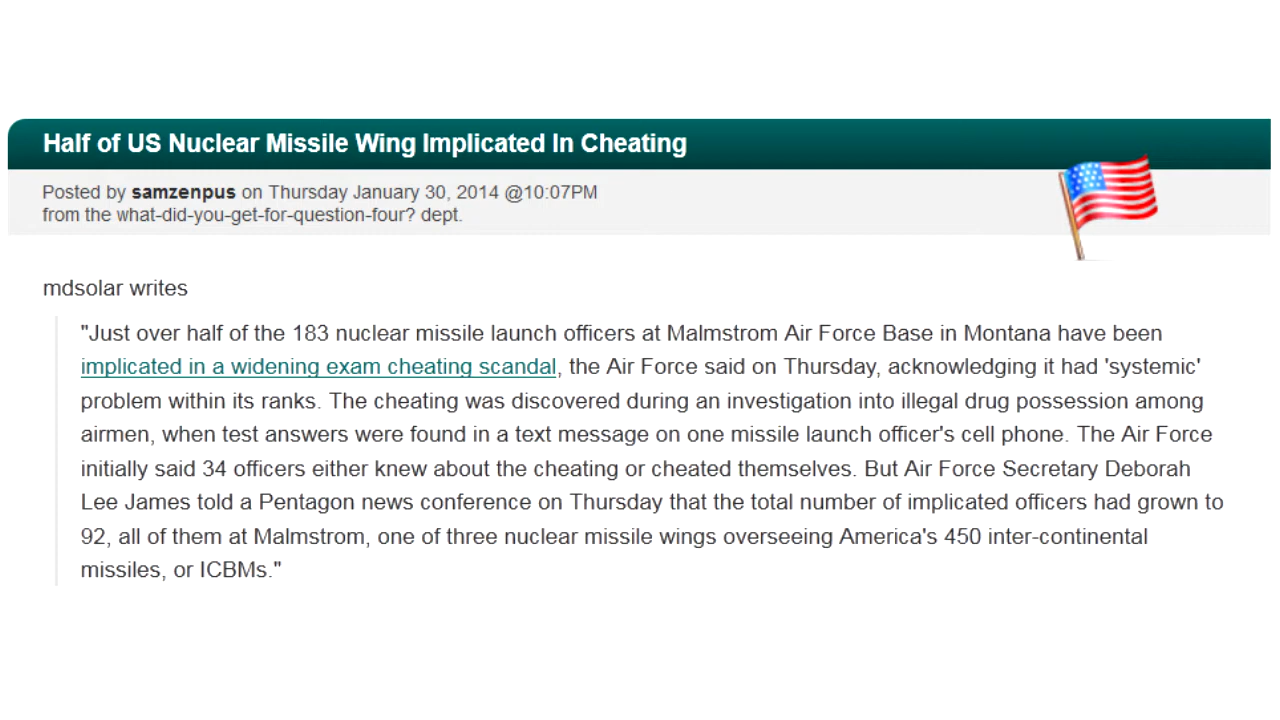 Half of US Nuclear Missile Wing Implicated In Cheating
Posted by samzenpus on Thursday January 30, 2014 @10:07PM
from the what-did-you-get-for-question-four? dept.
mdsolar writes
"Just over half of the 183 nuclear missile launch officers at Malmstrom Air Force Base in Montana have been
implicated in a widening exam cheating scandal, the Air Force said on Thursday, acknowledging it had 'systemic'
problem within its ranks. The cheating was discovered during an investigation into illegal drug possession among
airmen, when test answers were found in a text message on one missile launch officer's cell phone. The Air Force
initially said 34 officers either knew about the cheating or cheated themselves. But Air Force Secretary Deborah
Lee James told a Pentagon news conference on Thursday that the total number of implicated officers had grown to
92, all of them at Malmstrom, one of three nuclear missile wings overseeing America's 450 inter-continental
missiles, or ICBMs."